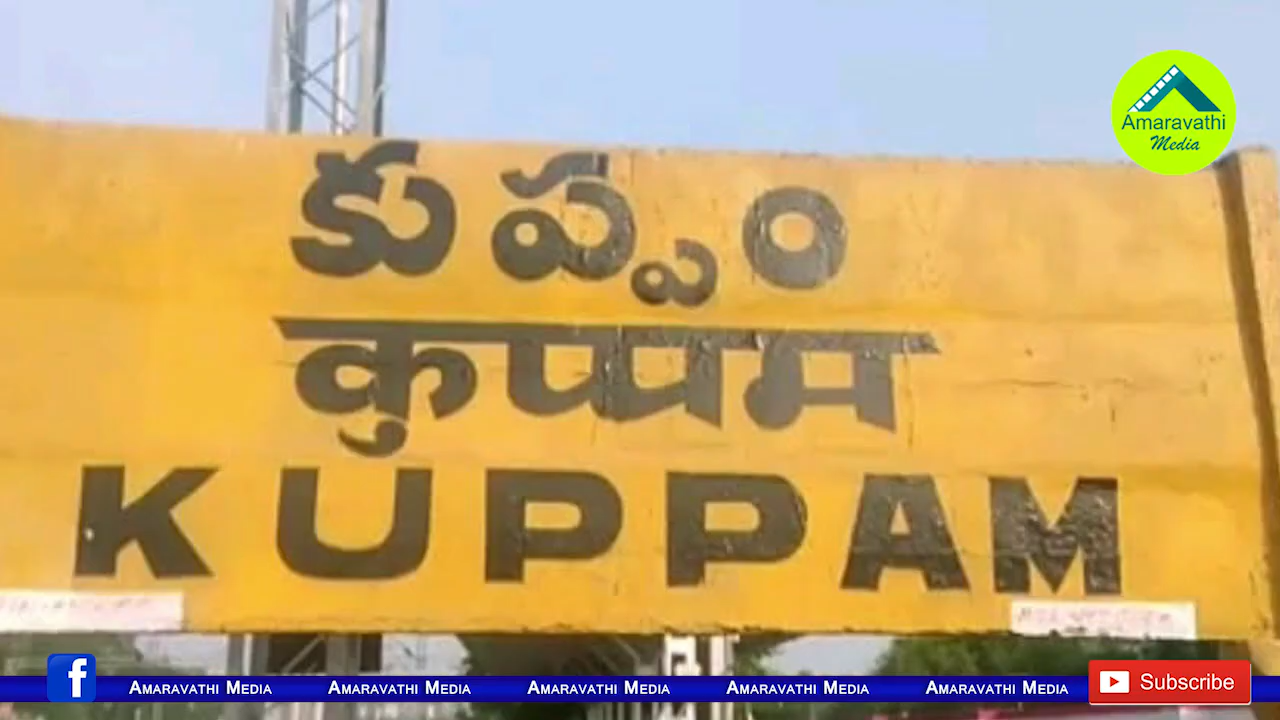 Amaravathi
Media
కుప్పం
कुप्पम
KUPPAM
f Amaravathi Media Amaravathi Media Amaravathi Media Amaravathi Media Amaravathi Media Subscribe